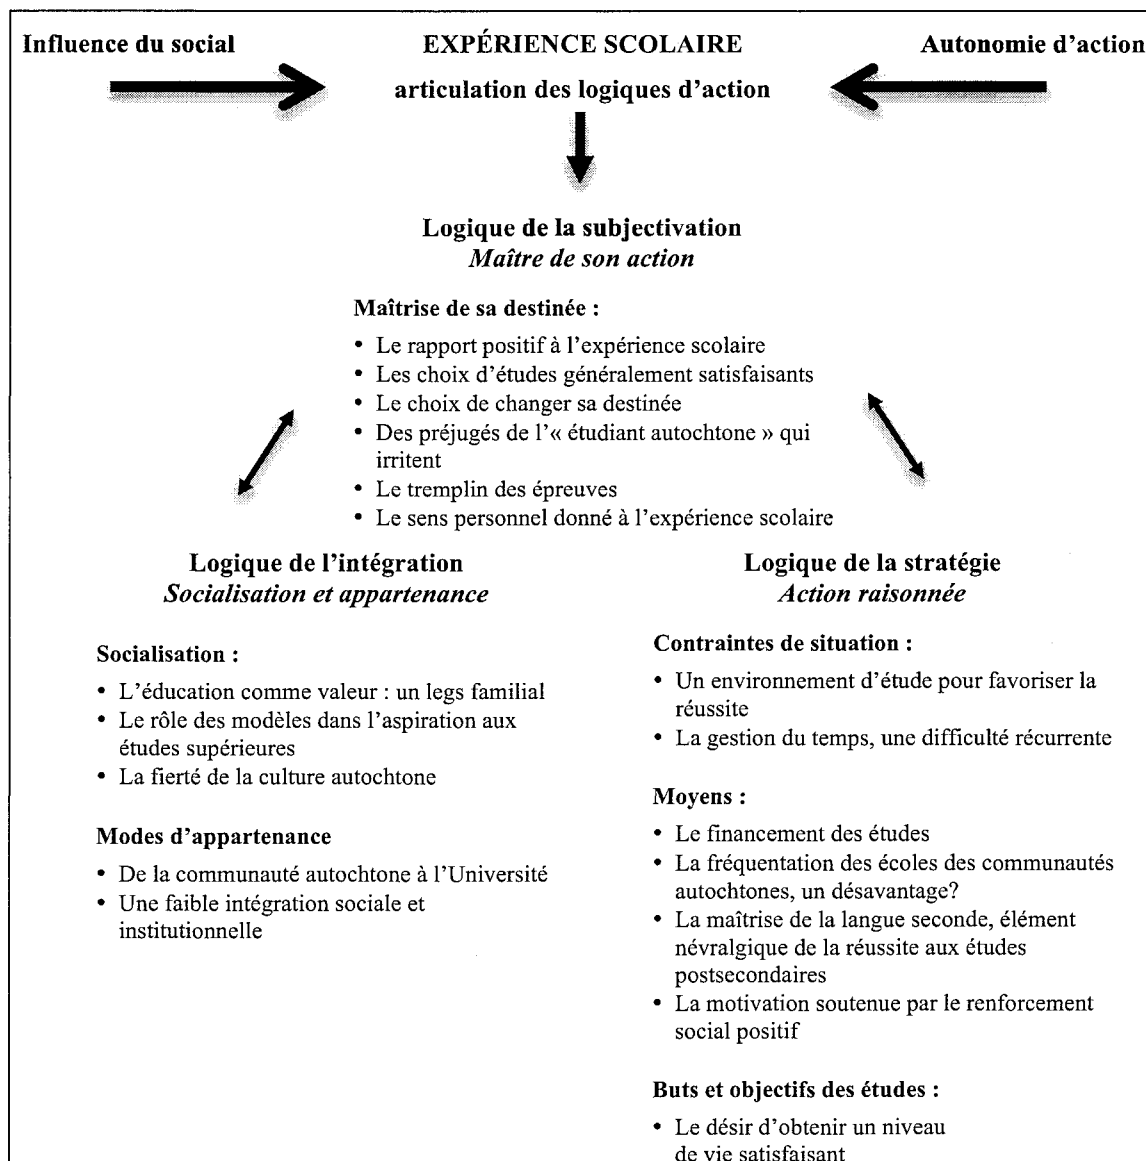 Influence du social
EXPÉRIENCE SCOLAIRE
Autonomie d'action
articulation des logiques d'action
Logique de la subjectivation
Maître de son action
Maîtrise de sa destinée :
• Le rapport positif à l'expérience scolaire
• Les choix d'études généralement satisfaisants
• Le choix de changer sa destinée
• Des préjugés de l'« étudiant autochtone » qui
irritent
• Le tremplin des épreuves
• Le sens personnel donné à l'expérience scolaire
Logique de l'intégration
Socialisation et appartenance
Socialisation :
• L'éducation comme valeur : un legs familial
• Le rôle des modèles dans l'aspiration aux
études supérieures
• La fierté de la culture autochtone
Modes d'appartenance
• De la communauté autochtone à l'Université
• Une faible intégration sociale et
institutionnelle
Logique de la stratégie
Action raisonnée
Contraintes de situation :
• Un environnement d'étude pour favoriser la
réussite
• La gestion du temps, une difficulté récurrente
Moyens :
• Le financement des études
• La fréquentation des écoles des communautés
autochtones, un désavantage?
• La maîtrise de la langue seconde, élément
névralgique de la réussite aux études
postsecondaires
• La motivation soutenue par le renforcement
social positif
Buts et objectifs des études :
• Le désir d'obtenir un niveau
de vie satisfaisant